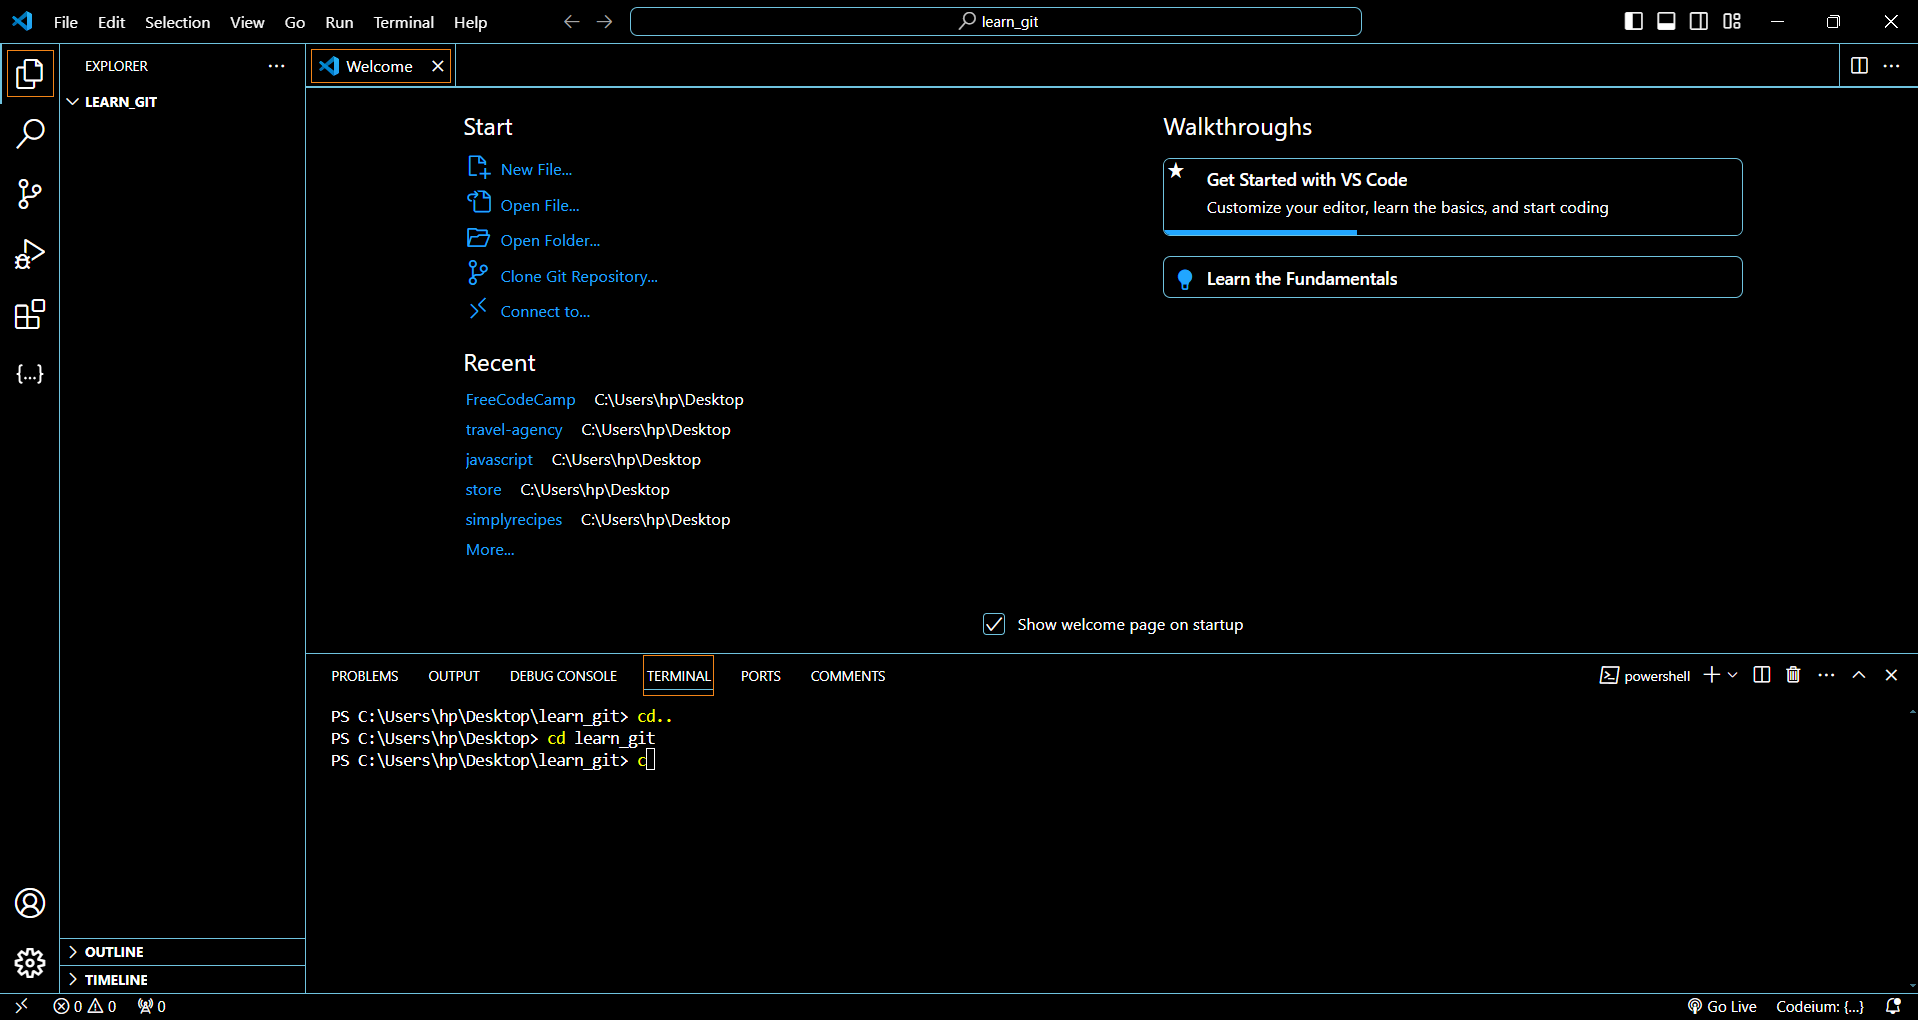 File Edit Selection View Go Run Terminal Help
learn_git
EXPLORER
LEARN_GIT
Welcome
Start
New File...
Open File...
Open Folder...
Clone Git Repository...
Connect to...
Recent
FreeCodeCamp C:\Users\hp\Desktop
travel-agency C:\Users\hp\Desktop
javascript C:\Users\hp\Desktop
store C:\Users\hp\Desktop
simplyrecipes C:\Users\hp\Desktop
More...
Walkthroughs
Get Started with VS Code
Customize your editor, learn the basics, and start coding
Learn the Fundamentals
Show welcome page on startup
PROBLEMS OUTPUT DEBUG CONSOLE TERMINAL PORTS COMMENTS
powershell
PS C:\Users\hp\Desktop\learn_git> cd..
PS C:\Users\hp\Desktop> cd learn_git
PS C:\Users\hp\Desktop\learn_git> c
OUTLINE
TIMELINE
0 0 0
Go Live Codeium: {...}